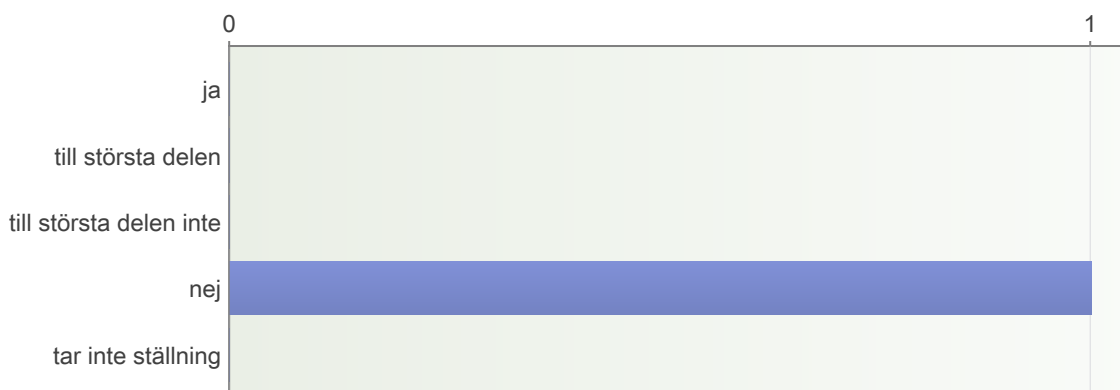 0 1
ja
till största delen
till största delen inte
nej
tar inte ställning